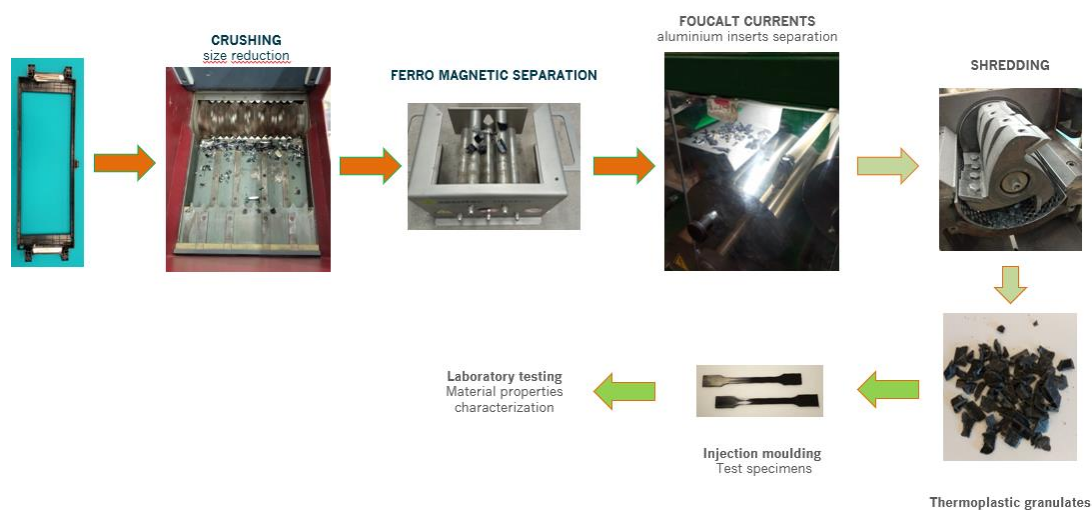 CRUSHING
size reduction
FERRO MAGNETIC SEPARATION
FOUCALT CURRENTS
aluminium inserts separation
SHREDDING
Laboratory testing
Material properties
characterization
Injection moulding
Test specimens
Thermoplastic granulates